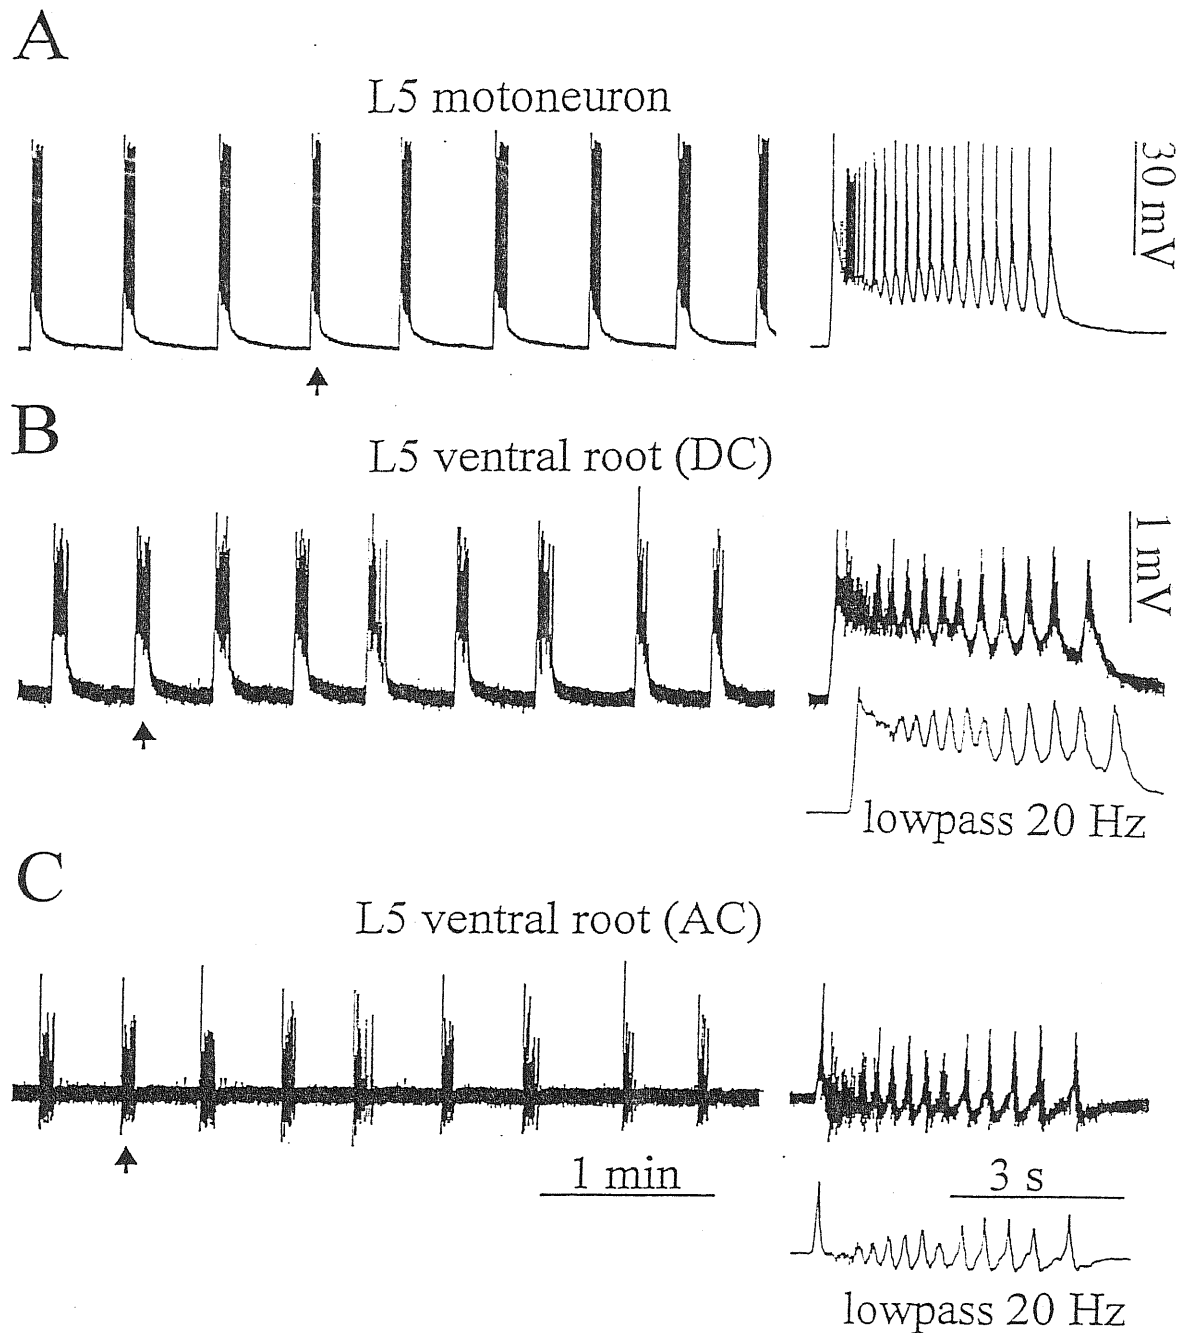 A
L5 motoneuron
30 mV
B
L5 ventral root (DC)
1 mV
lowpass 20 Hz
C
L5 ventral root (AC)
1 min
3 s
lowpass 20 Hz